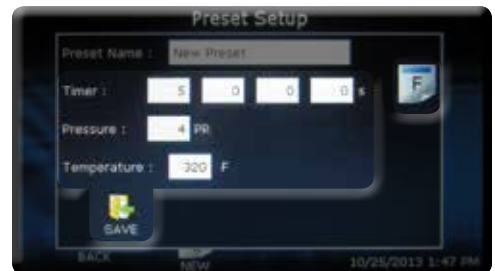 Preset Setup
Preset Name : New Preset
Timer : 5 0 0 0 s
F
Pressure : 4 PR
Temperature : 320 F
SAVE
BACK NEW 10/25/2013 1:47 PM